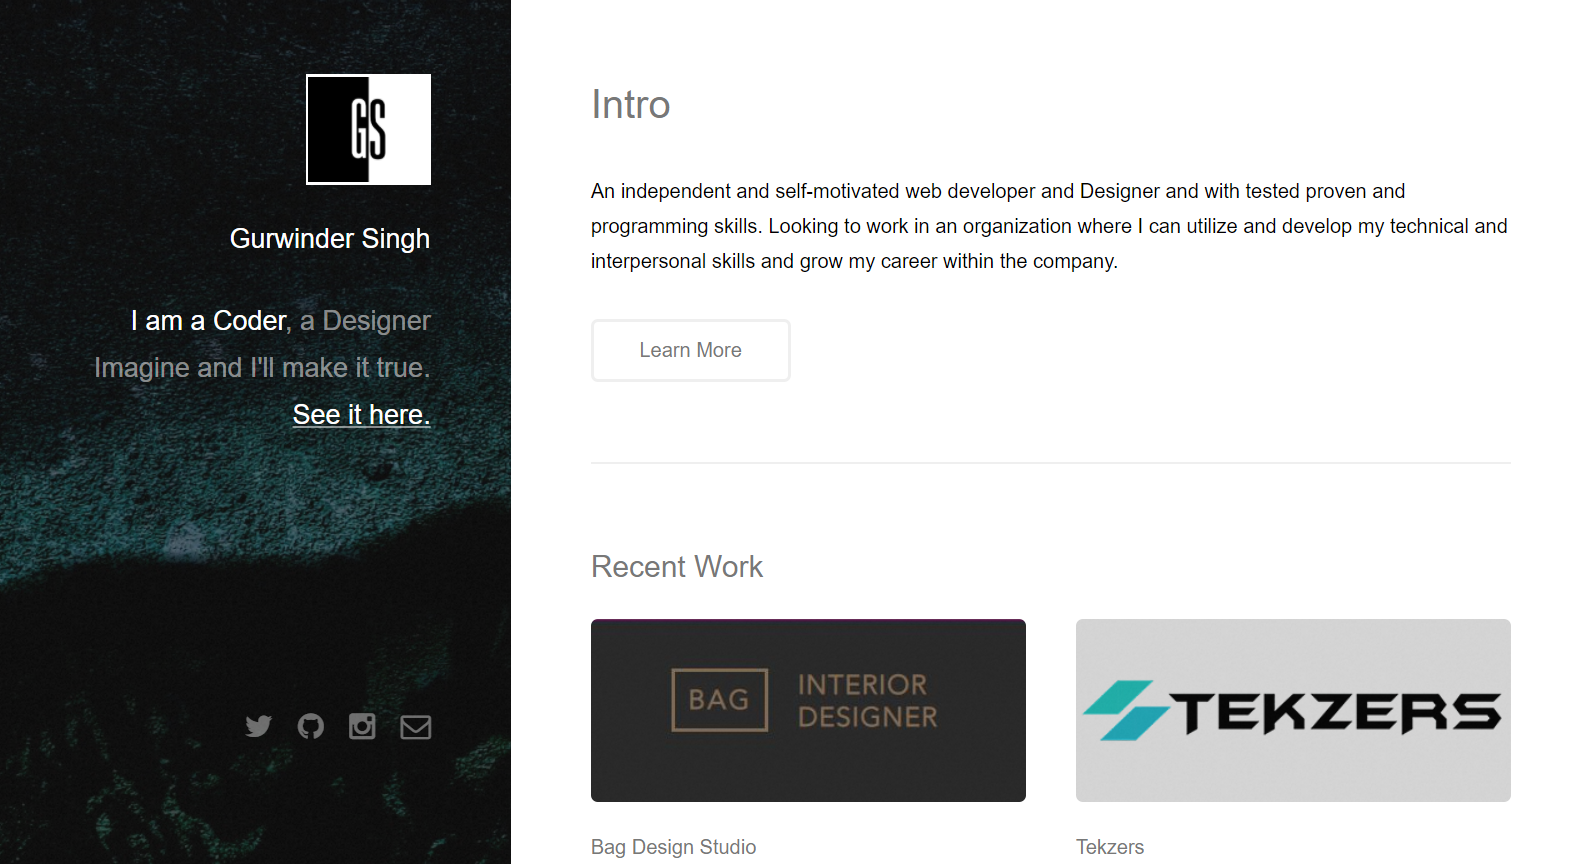 GS
Gurwinder Singh
I am a Coder, a Designer
Imagine and I'll make it true.
See it here.
Intro
An independent and self-motivated web developer and Designer and with tested proven and
programming skills. Looking to work in an organization where I can utilize and develop my technical and
interpersonal skills and grow my career within the company.
Learn More
Recent Work
BAG
INTERIOR
DESIGNER
TEKZERS
Bag Design Studio
Tekzers